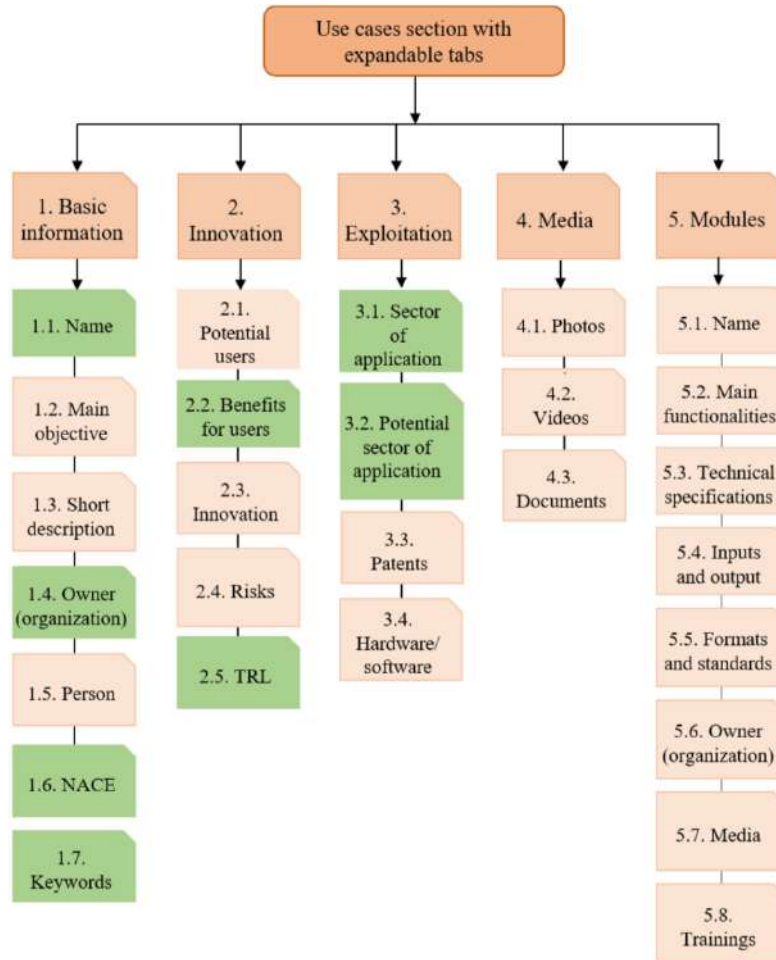 Use cases section with
expandable tabs
1. Basic
information
2.
Innovation
3.
Exploitation
4. Media
5. Modules
1.1. Name
1.2. Main
objective
1.3. Short
description
1.4. Owner
(organization)
1.5. Person
1.6. NACE
1.7.
Keywords
2.1.
Potential
users
2.2. Benefits
for users
2.3.
Innovation
2.4. Risks
2.5. TRL
3.1. Sector
of
application
3.2. Potential
sector of
application
3.3.
Patents
3.4.
Hardware/
software
4.1. Photos
4.2.
Videos
4.3.
Documents
5.1. Name
5.2. Main
functionalities
5.3. Technical
specifications
5.4. Inputs
and output
5.5. Formats
and standards
5.6. Owner
(organization)
5.7. Media
5.8.
Trainings